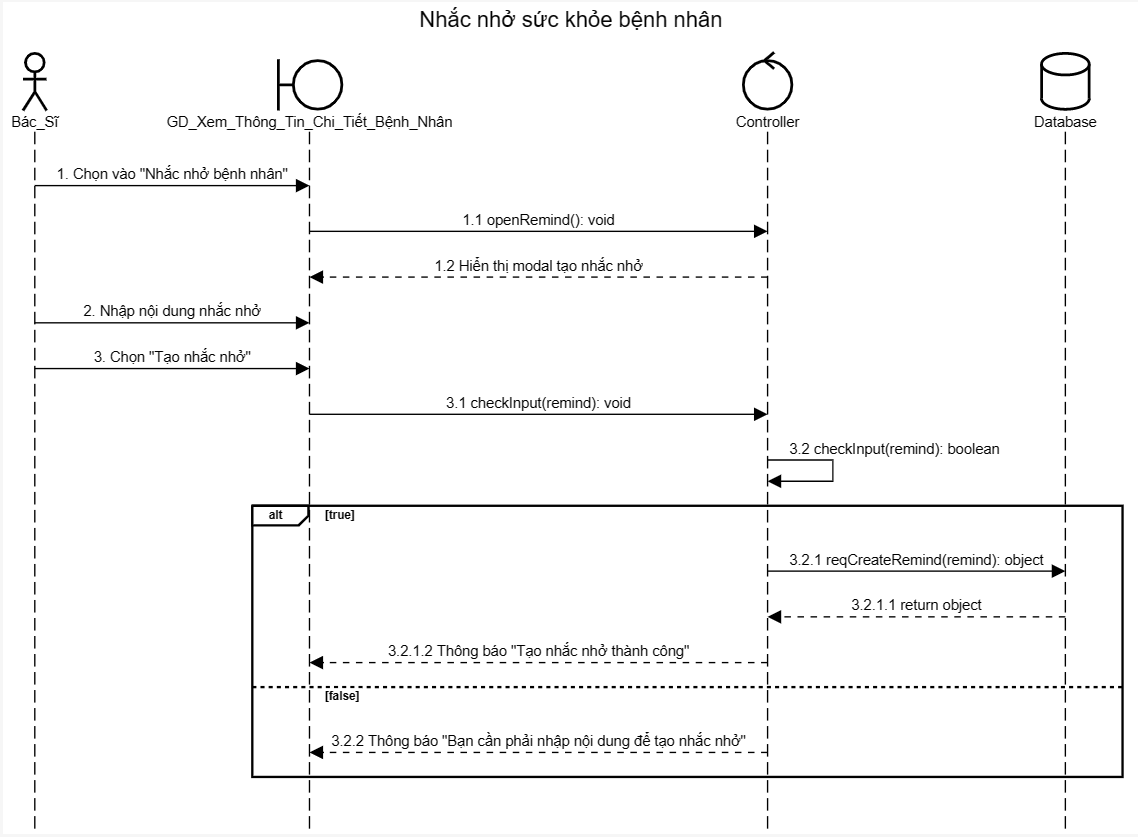 Nhắc nhở sức khỏe bệnh nhân
Bác_Sĩ
GD_Xem_Thông_Tin_Chi_Tiết_Bệnh_Nhân
Controller
Database
1. Chọn vào "Nhắc nhở bệnh nhân"
1.1 openRemind(): void
1.2 Hiển thị modal tạo nhắc nhở
2. Nhập nội dung nhắc nhở
3. Chọn "Tạo nhắc nhở"
3.1 checkInput(remind): void
3.2 checkInput(remind): boolean
alt
[true]
3.2.1 reqCreateRemind(remind): object
3.2.1.1 return object
3.2.1.2 Thông báo "Tạo nhắc nhở thành công"
[false]
3.2.2 Thông báo "Bạn cần phải nhập nội dung để tạo nhắc nhở"